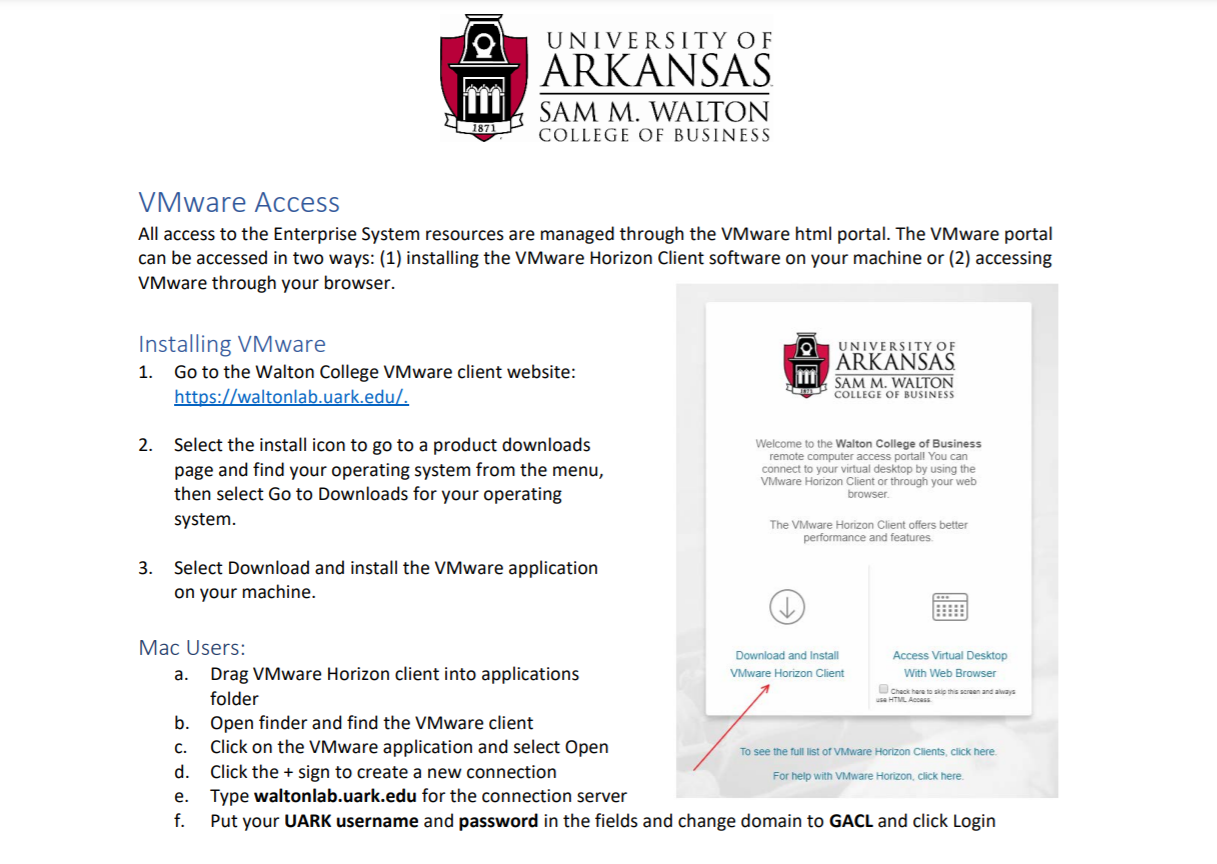 UNIVERSITY OF
ARKANSAS
SAM M. WALTON
COLLEGE OF BUSINESS
1871
VMware Access
All access to the Enterprise System resources are managed through the VMware html portal. The VMware portal
can be accessed in two ways: (1) installing the VMware Horizon Client software on your machine or (2) accessing
VMware through your browser.
Installing VMware
1. Go to the Walton College VMware client website:
https://waltonlab.uark.edu/.
2. Select the install icon to go to a product downloads
page and find your operating system from the menu,
then select Go to Downloads for your operating
system.
3. Select Download and install the VMware application
on your machine.
Mac Users:
a. Drag VMware Horizon client into applications
folder
b. Open finder and find the VMware client
c. Click on the VMware application and select Open
d. Click the + sign to create a new connection
e. Type waltonlab.uark.edu for the connection server
f. Put your UARK username and password in the fields and change domain to GACL and click Login
UNIVERSITY OF
ARKANSAS
SAM M. WALTON
COLLEGE OF BUSINESS
1871
Welcome to the Walton College of Business
remote computer access portal! You can
connect to your virtual desktop by using the
VMware Horizon Client or through your web
browser.
The VMware Horizon Client offers better
performance and features.
Download and Install
VMware Horizon Client
Access Virtual Desktop
With Web Browser
Check here to skip this screen and always
use HTML Access.
To see the full list of VMware Horizon Clients, click here.
For help with VMware Horizon, click here.